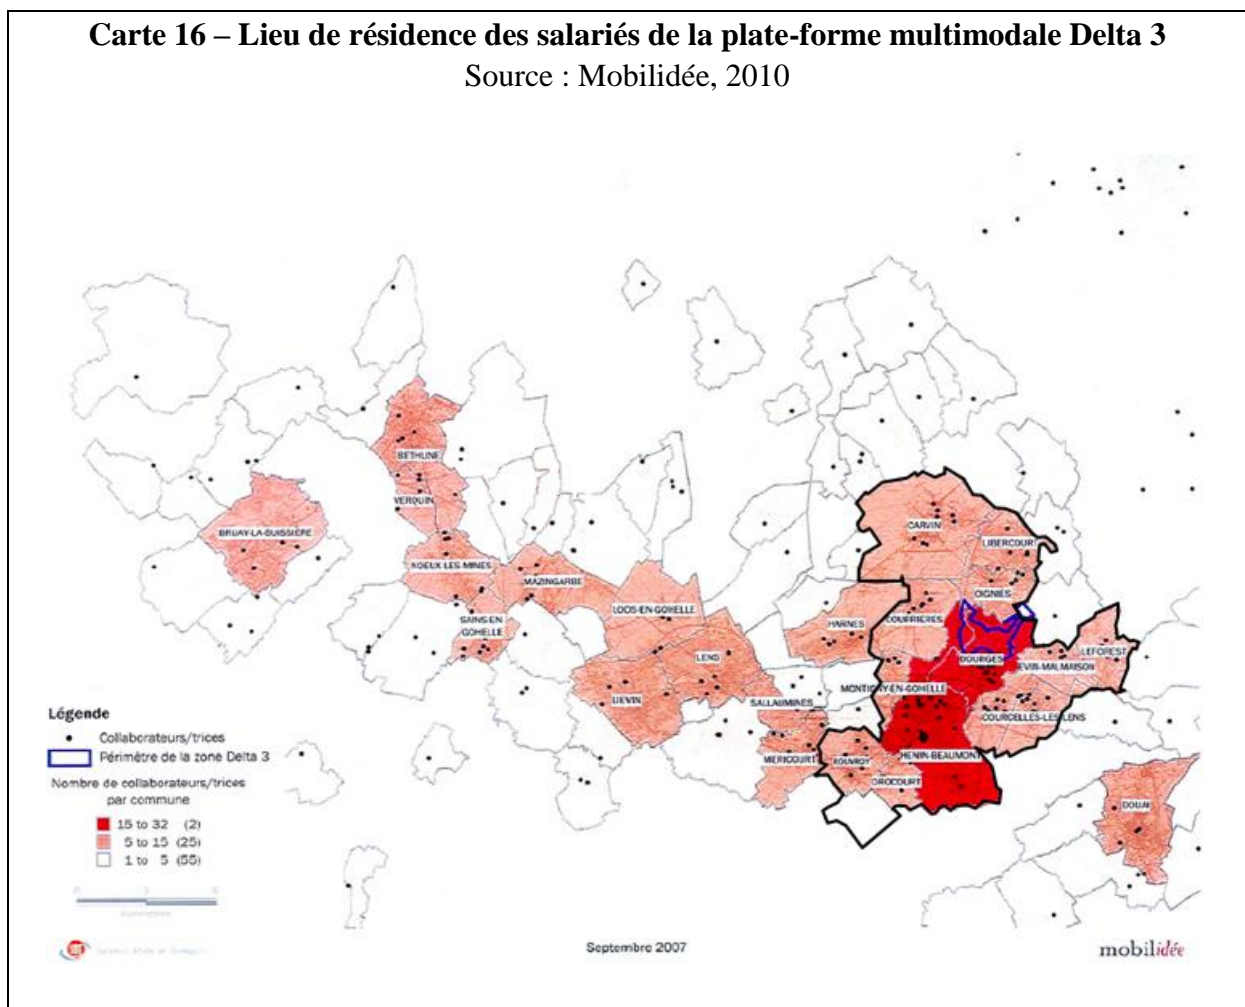 Carte 16 – Lieu de résidence des salariés de la plate-forme multimodale Delta 3
Source : Mobilidée, 2010
BETHUNE
VERQUIN
BRUAY-LA-BUISSIERE
NOEUX-LES-MINES
MAZINGARBE
SAINS-EN
GOHELLE
LOOS-EN-GOHELLE
LENS
LIEVIN
SALLAUMINES
MERICOURT
HARNES
CARVIN
LIBERCOURT
OIGNIES
COURRIERES
DOURGES
EVIN-MALMAISON
LEFOREST
MONTIGNY-EN-GOHELLE
COURCELLES-LES-LENS
HENIN-BEAUMONT
ROUVROY
DROCOURT
DOUAI
Légende
Collaborateurs/trices
Périmètre de la zone Delta 3
Nombre de collaborateurs/trices
par commune
15 to 32 (2)
5 to 15 (25)
1 to 5 (55)
0 3 6
Septembre 2007
mobilidée